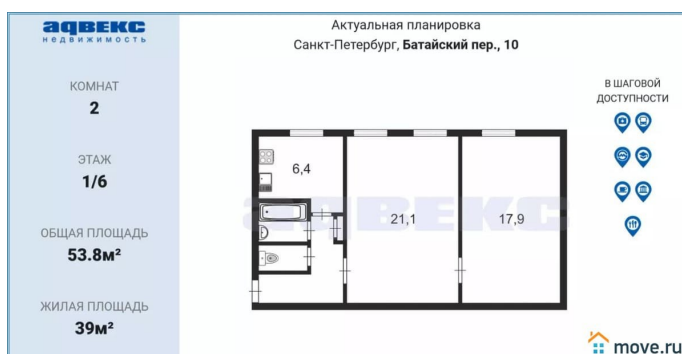 адвекс
недвижимость
КОМНАТ
2
ЭТАЖ
1/6
ОБЩАЯ ПЛОЩАДЬ
53.8м²
ЖИЛАЯ ПЛОЩАДЬ
39м²
Актуальная планировка
Санкт-Петербург, Батайский пер., 10
6,4
21,1
17,9
адвекс
В ШАГОВОЙ
ДОСТУПНОСТИ
move.ru